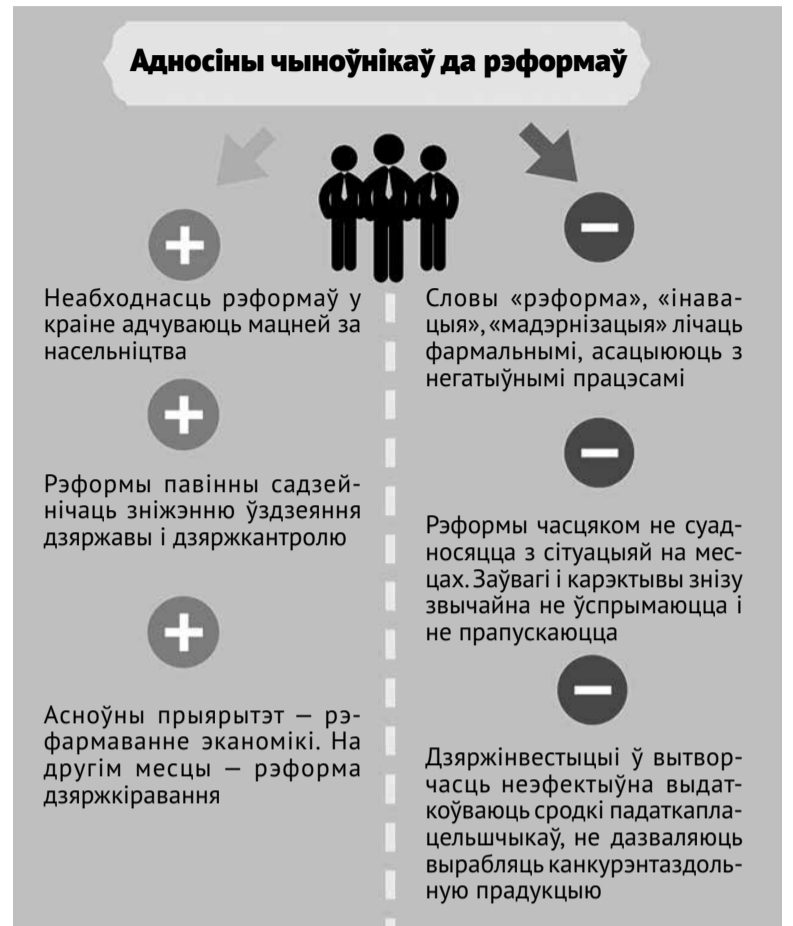 Адносіны чыноўнікаў да рэформаў
Неабходнасць рэформаў у
краіне адчуваюць мацней за
насельніцтва
Рэформы павінны садзей-
нічаць зніжэнню ўздзеяння
дзяржавы і дзяржкантролю
Асноўны прыярытэт — рэ-
фармаванне эканомікі. На
другім месцы — рэформа
дзяржкіравання
Словы «рэформа», «інава-
цыя», «мадэрнізацыя» лічаць
фармальнымі, асацыююць з
негатыўнымі працэсамі
Рэформы часцяком не суад-
носяцца з сітуацыяй на мес-
цах. Заўвагі і карэктывы знізу
звычайна не ўспрымаюцца і
не прапускаюцца
Дзяржінвестыцыі ў вытвор-
часць неэфектыўна выдат-
коўваюць сродкі падаткапла-
цельшчыкаў, не дазваляюць
вырабляць канкурэнтаздоль-
ную прадукцыю